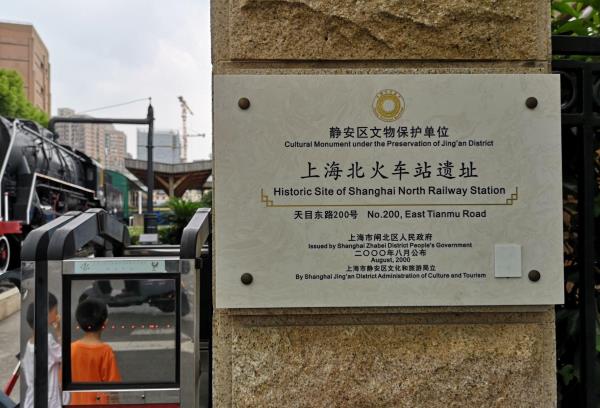 静安区文物保护单位
Cultural Monument under the Preservation of Jing'an District
上海北火车站遗址
Historic Site of Shanghai North Railway Station
天目东路200号 No.200, East Tianmu Road
上海市闸北区人民政府
Issued by Shanghai Zhabei District People's Government
二〇〇〇年八月公布
August, 2000
上海市静安区文化和旅游局立
By Shanghai Jing'an District Administration of Culture and Tourism